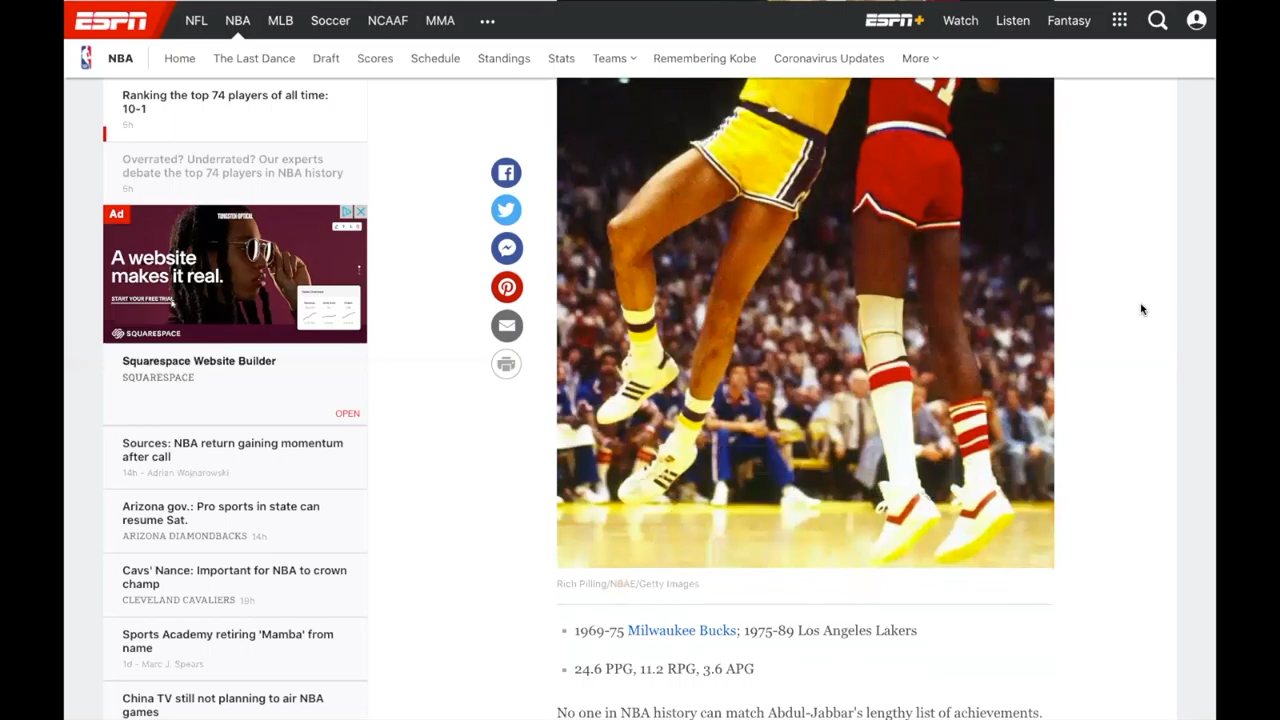 ESPN
NFL
NBA
MLB
Soccer
NCAAF
MMA
ESPN+
Watch
Listen
Fantasy
NBA
Home
The Last Dance
Draft
Scores
Schedule
Standings
Stats
Teams
Remembering Kobe
Coronavirus Updates
More
Ranking the top 74 players of all time:
10-1
9h
Overrated? Underrated? Our experts
debate the top 74 players in NBA history
9h
Ad
TUNGSTEN OPTICAL
A website
makes it real.
START YOUR FREE TRIAL
SQUARESPACE
Squarespace Website Builder
SQUARESPACE
OPEN
Sources: NBA return gaining momentum
after call
14h - Adrian Wojnarowski
Arizona gov.: Pro sports in state can
resume Sat.
ARIZONA DIAMONDBACKS 14h
Cavs' Nance: Important for NBA to crown
champ
CLEVELAND CAVALIERS 19h
Sports Academy retiring 'Mamba' from
name
1d - Marc J. Spears
China TV still not planning to air NBA
games
Rich Pilling/NBAE/Getty Images
1969-75 Milwaukee Bucks; 1975-89 Los Angeles Lakers
24.6 PPG, 11.2 RPG, 3.6 APG
No one in NBA history can match Abdul-Jabbar's lengthy list of achievements.